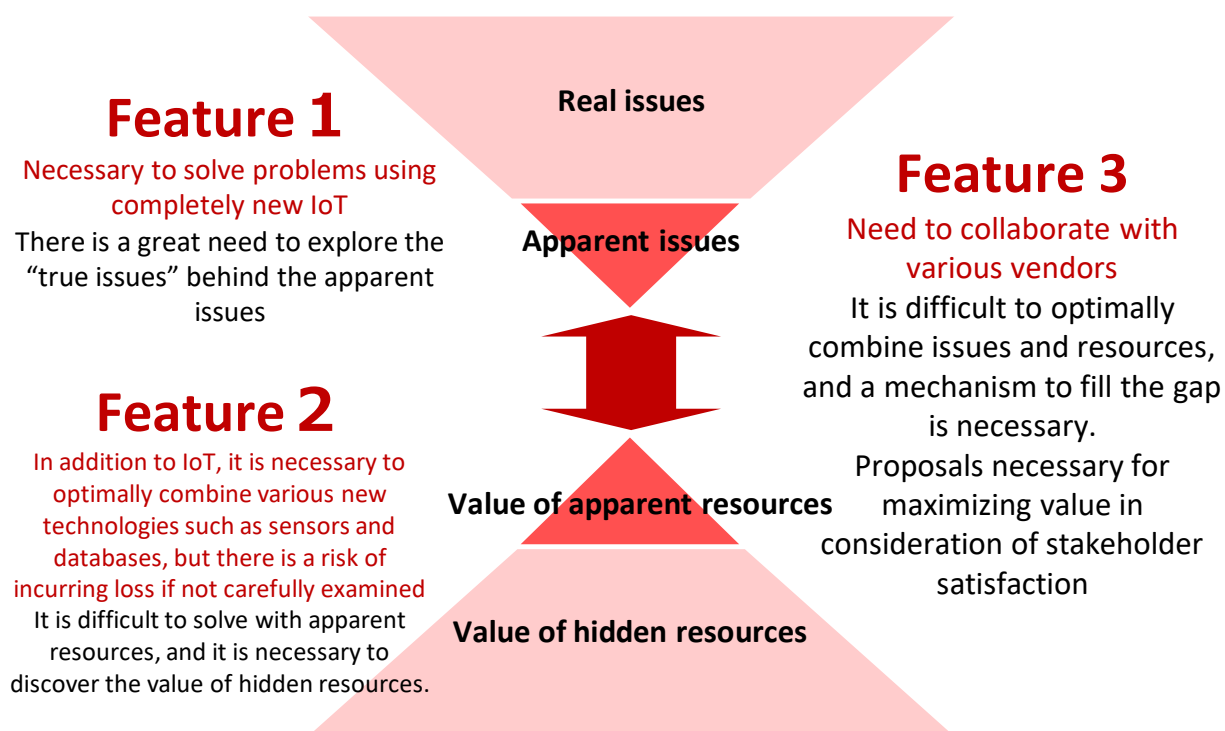 Feature 1
Necessary to solve problems using
completely new IoT
There is a great need to explore the
“true issues” behind the apparent
issues
Feature 2
In addition to IoT, it is necessary to
optimally combine various new
technologies such as sensors and
databases, but there is a risk of
incurring loss if not carefully examined
It is difficult to solve with apparent
resources, and it is necessary to
discover the value of hidden resources.
Real issues
Apparent issues
Value of apparent resources
Value of hidden resources
Feature 3
Need to collaborate with
various vendors
It is difficult to optimally
combine issues and resources,
and a mechanism to fill the gap
is necessary.
Proposals necessary for
maximizing value in
consideration of stakeholder
satisfaction